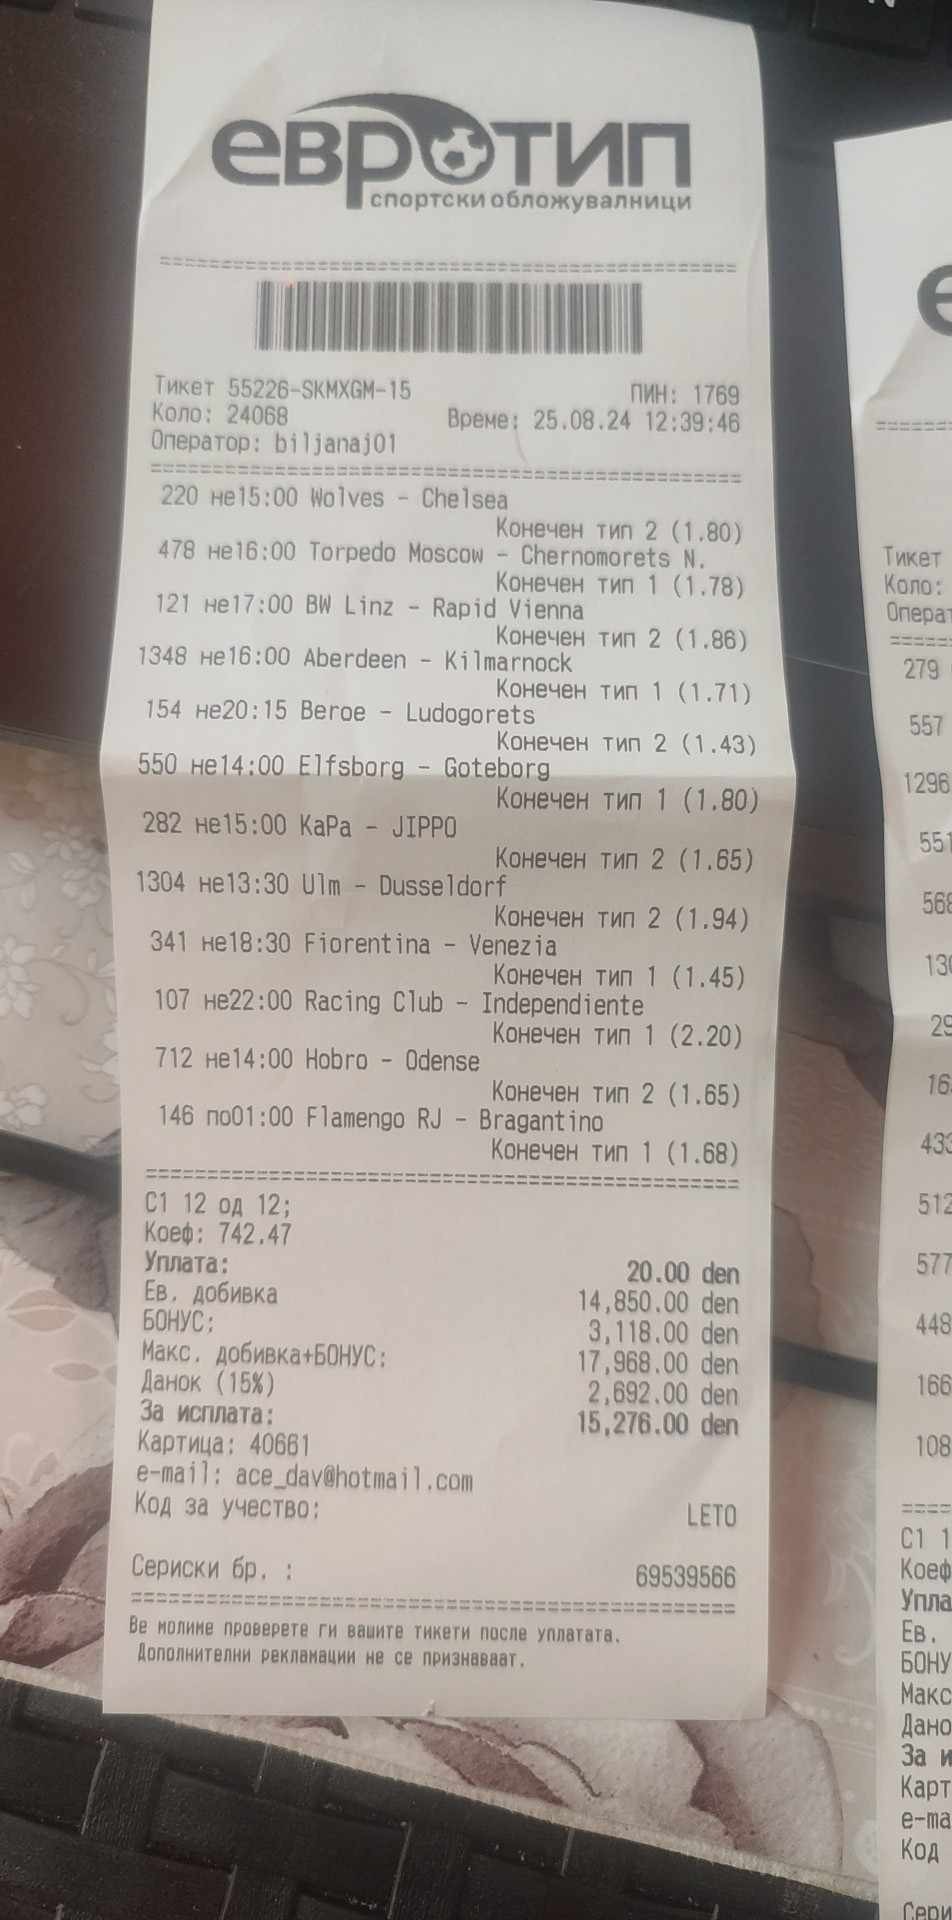 евротип
спортски обложувалници
Тикет 55226-SKMXGM-15 ПИН: 1769
Коло: 24068 Време: 25.08.24 12:39:46
Оператор: biljanaj01
220 не15:00 Wolves - Chelsea
Конечен тип 2 (1.80)
478 не16:00 Torpedo Moscow - Chernomorets N.
Конечен тип 1 (1.78)
121 не17:00 BW Linz - Rapid Vienna
Конечен тип 2 (1.86)
1348 не16:00 Aberdeen - Kilmarnock
Конечен тип 1 (1.71)
154 не20:15 Beroe - Ludogorets
Конечен тип 2 (1.43)
550 не14:00 Elfsborg - Goteborg
Конечен тип 1 (1.80)
282 не15:00 KaPa - JIPPO
Конечен тип 2 (1.65)
1304 не13:30 Ulm - Dusseldorf
Конечен тип 2 (1.94)
341 не18:30 Fiorentina - Venezia
Конечен тип 1 (1.45)
107 не22:00 Racing Club - Independiente
Конечен тип 1 (2.20)
712 не14:00 Hobro - Odense
Конечен тип 2 (1.65)
146 по01:00 Flamengo RJ - Bragantino
Конечен тип 1 (1.68)
С1 12 од 12;
Коеф: 742.47
Уплата: 20.00 den
Ев. добивка 14,850.00 den
БОНУС: 3,118.00 den
Макс. добивка+БОНУС: 17,968.00 den
Данок (15%) 2,692.00 den
За исплата: 15,276.00 den
Картица: 40661
e-mail: ace_dav@hotmail.com
Код за учество: LETO
Сериски бр. : 69539566
Ве молиме проверете ги вашите тикети после уплатата.
Дополнителни рекламации не се признаваат.
Тикет
Коло:
279
557
1296
433
512
577
448
166
108